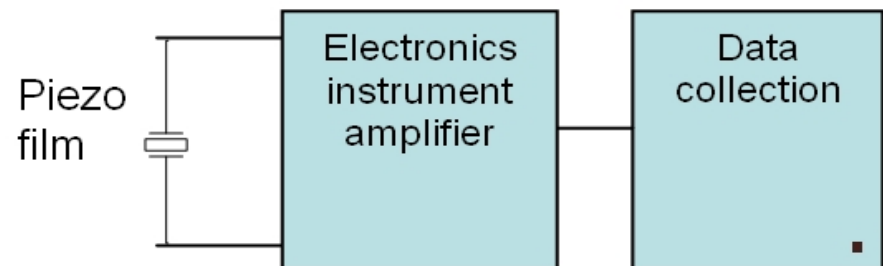 Piezo
film
Electronics
instrument
amplifier
Data
collection